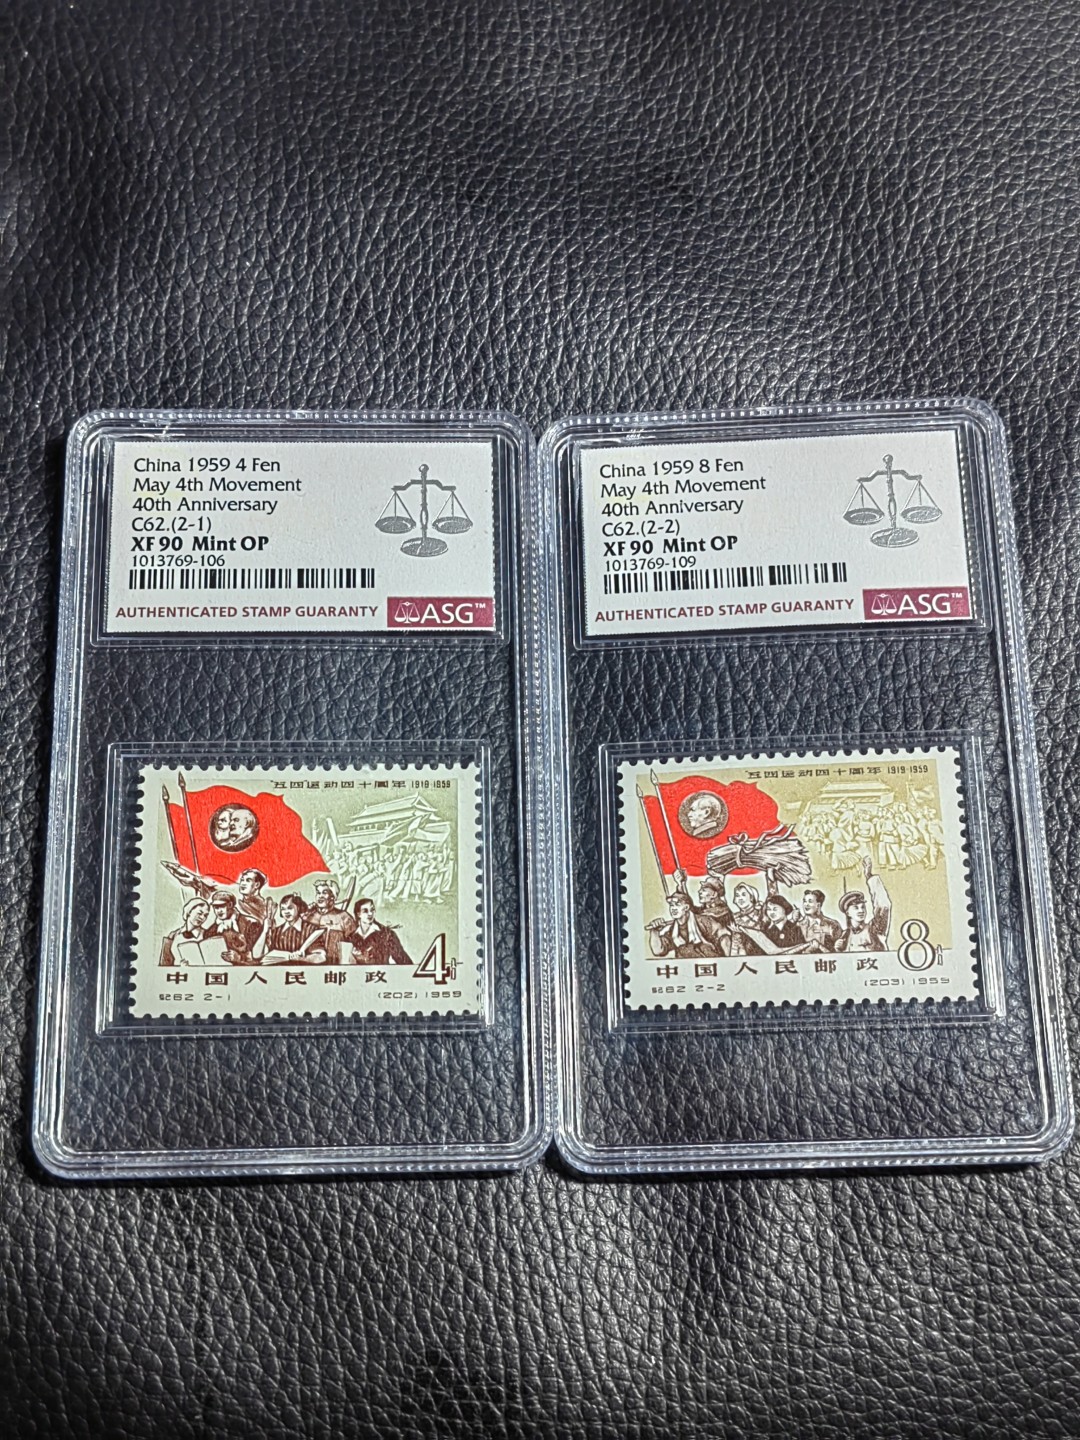 China 1959 4 Fen
May 4th Movement
40th Anniversary
C62.(2-1)
XF 90 Mint OP
1013769-106
AUTHENTICATED STAMP GUARANTY ASG™
五四运动四十周年 1919-1959
中国人民邮政 4分
纪62 2-1 (202) 1959
China 1959 8 Fen
May 4th Movement
40th Anniversary
C62.(2-2)
XF 90 Mint OP
1013769-109
AUTHENTICATED STAMP GUARANTY ASG™
五四运动四十周年 1919-1959
中国人民邮政 8分
纪62 2-2 (203) 1959